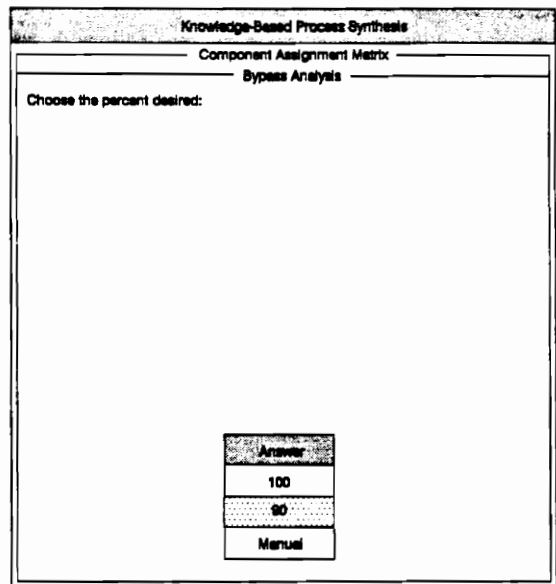 Knowledge-Based Process Synthesis
Component Assignment Matrix
Bypass Analysis
Choose the percent desired:
Answer
100
90
Manual